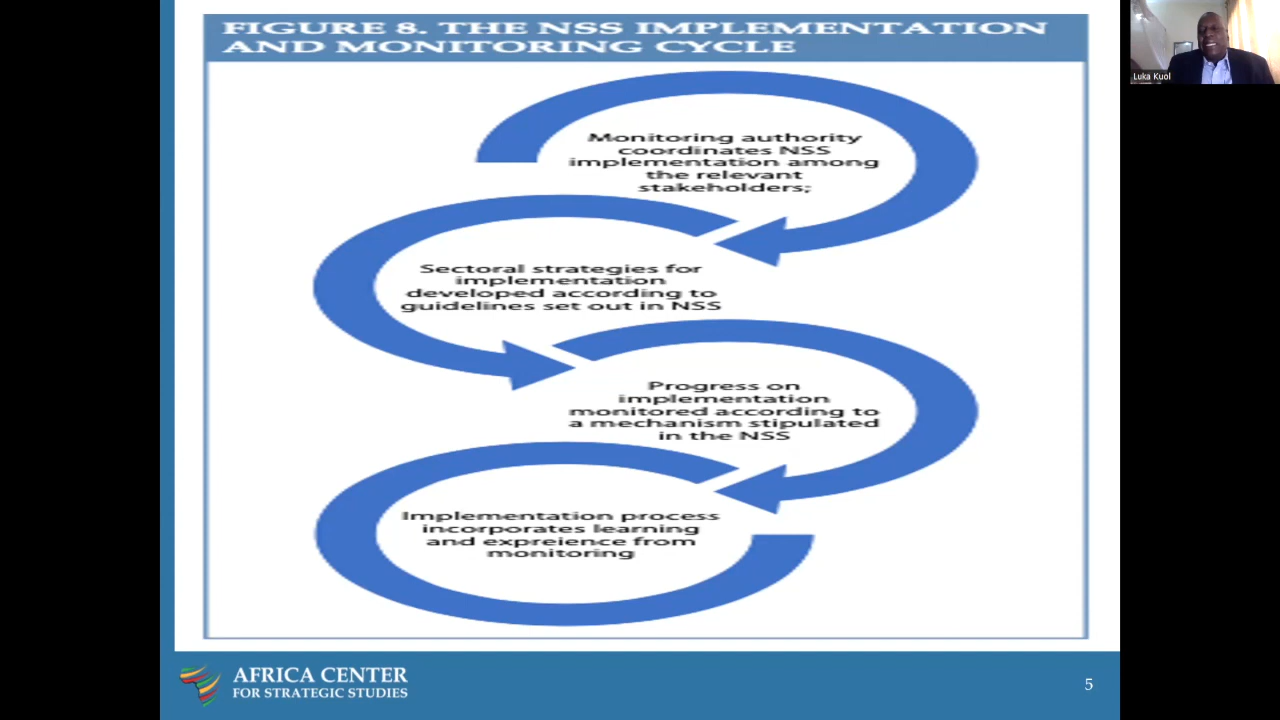 FIGURE 8. THE NSS IMPLEMENTATION
AND MONITORING CYCLE
Luka Kuol
Monitoring authority
coordinates NSS
implementation among
the relevant
stakeholders;
Sectoral strategies for
implementation
developed according to
guidelines set out in NSS
Progress on
implementation
monitored according to
a mechanism stipulated
in the NSS
Implementation process
incorporates learning
and expreience from
monitoring
AFRICA CENTER
FOR STRATEGIC STUDIES
5